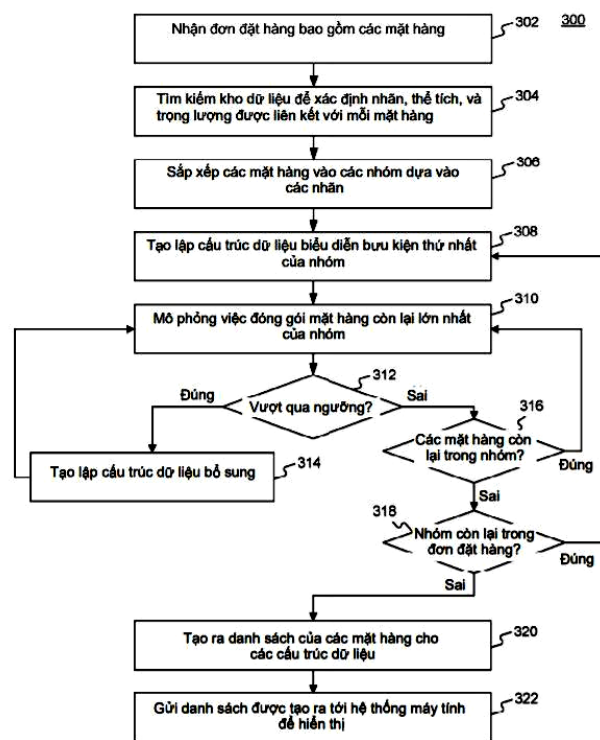 300
Nhận đơn đặt hàng bao gồm các mặt hàng
302
Tìm kiếm kho dữ liệu để xác định nhãn, thể tích, và
trọng lượng được liên kết với mỗi mặt hàng
304
Sắp xếp các mặt hàng vào các nhóm dựa vào
các nhãn
306
Tạo lập cấu trúc dữ liệu biểu diễn bưu kiện thứ nhất
của nhóm
308
Mô phỏng việc đóng gói mặt hàng còn lại lớn nhất
của nhóm
310
312
Đúng
Vượt qua ngưỡng?
Sai
316
Các mặt hàng còn
lại trong nhóm?
Đúng
Tạo lập cấu trúc dữ liệu bổ sung
314
Sai
318
Nhóm còn lại trong
đơn đặt hàng?
Đúng
Sai
Tạo ra danh sách của các mặt hàng cho
các cấu trúc dữ liệu
320
Gửi danh sách được tạo ra tới hệ thống máy tính
để hiển thị
322